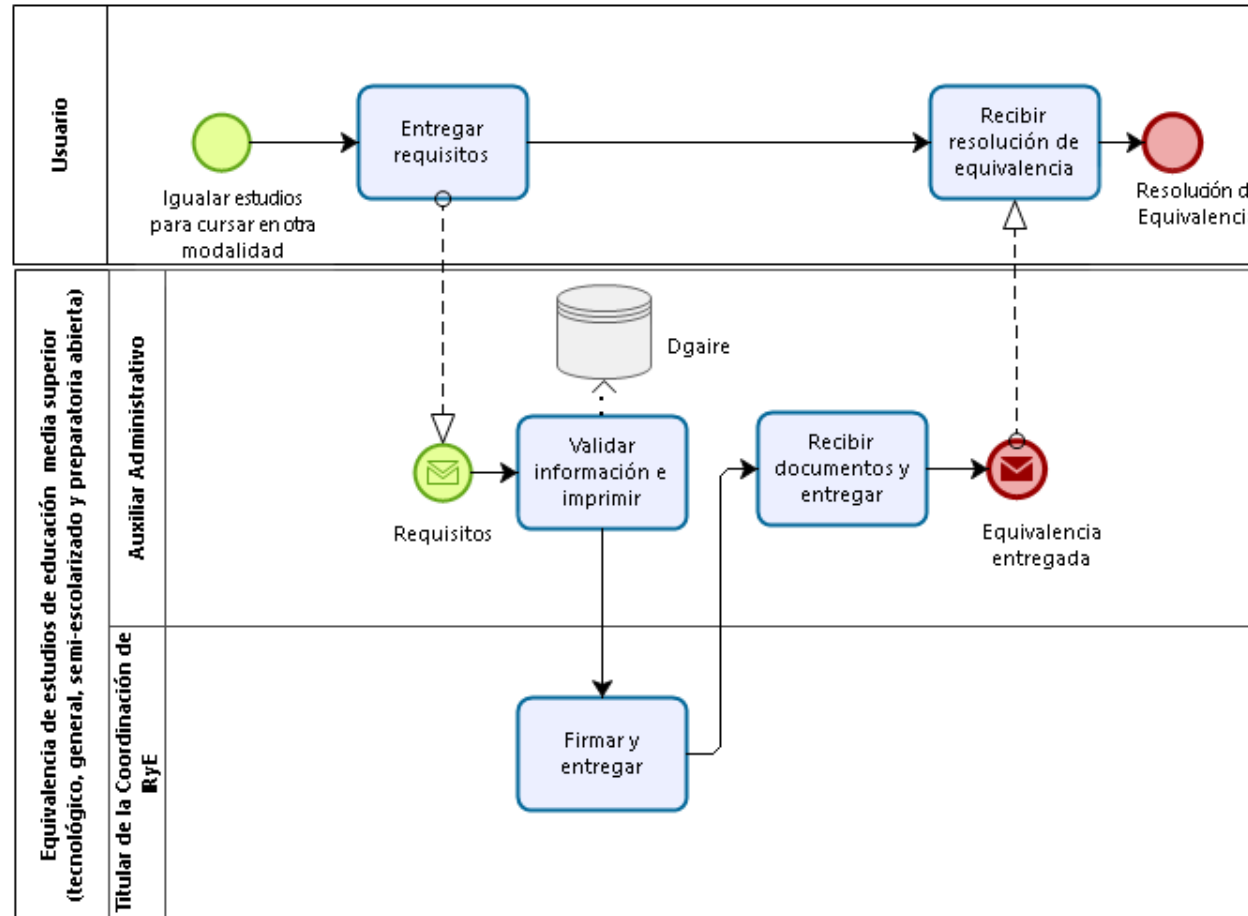 Usuario
Entregar
requisitos
Recibir
resolución de
equivalencia
Igualar estudios
para cursar en otra
modalidad
Resolución d
Equivalenci
Equivalencia de estudios de educación media superior
(tecnológico, general, semi-escolarizado y preparatoria abierta)
Auxiliar Administrativo
Dgaire
Validar
información e
imprimir
Recibir
documentos y
entregar
Requisitos
Equivalencia
entregada
Titular de la Coordinación de
RyE
Firmar y
entregar